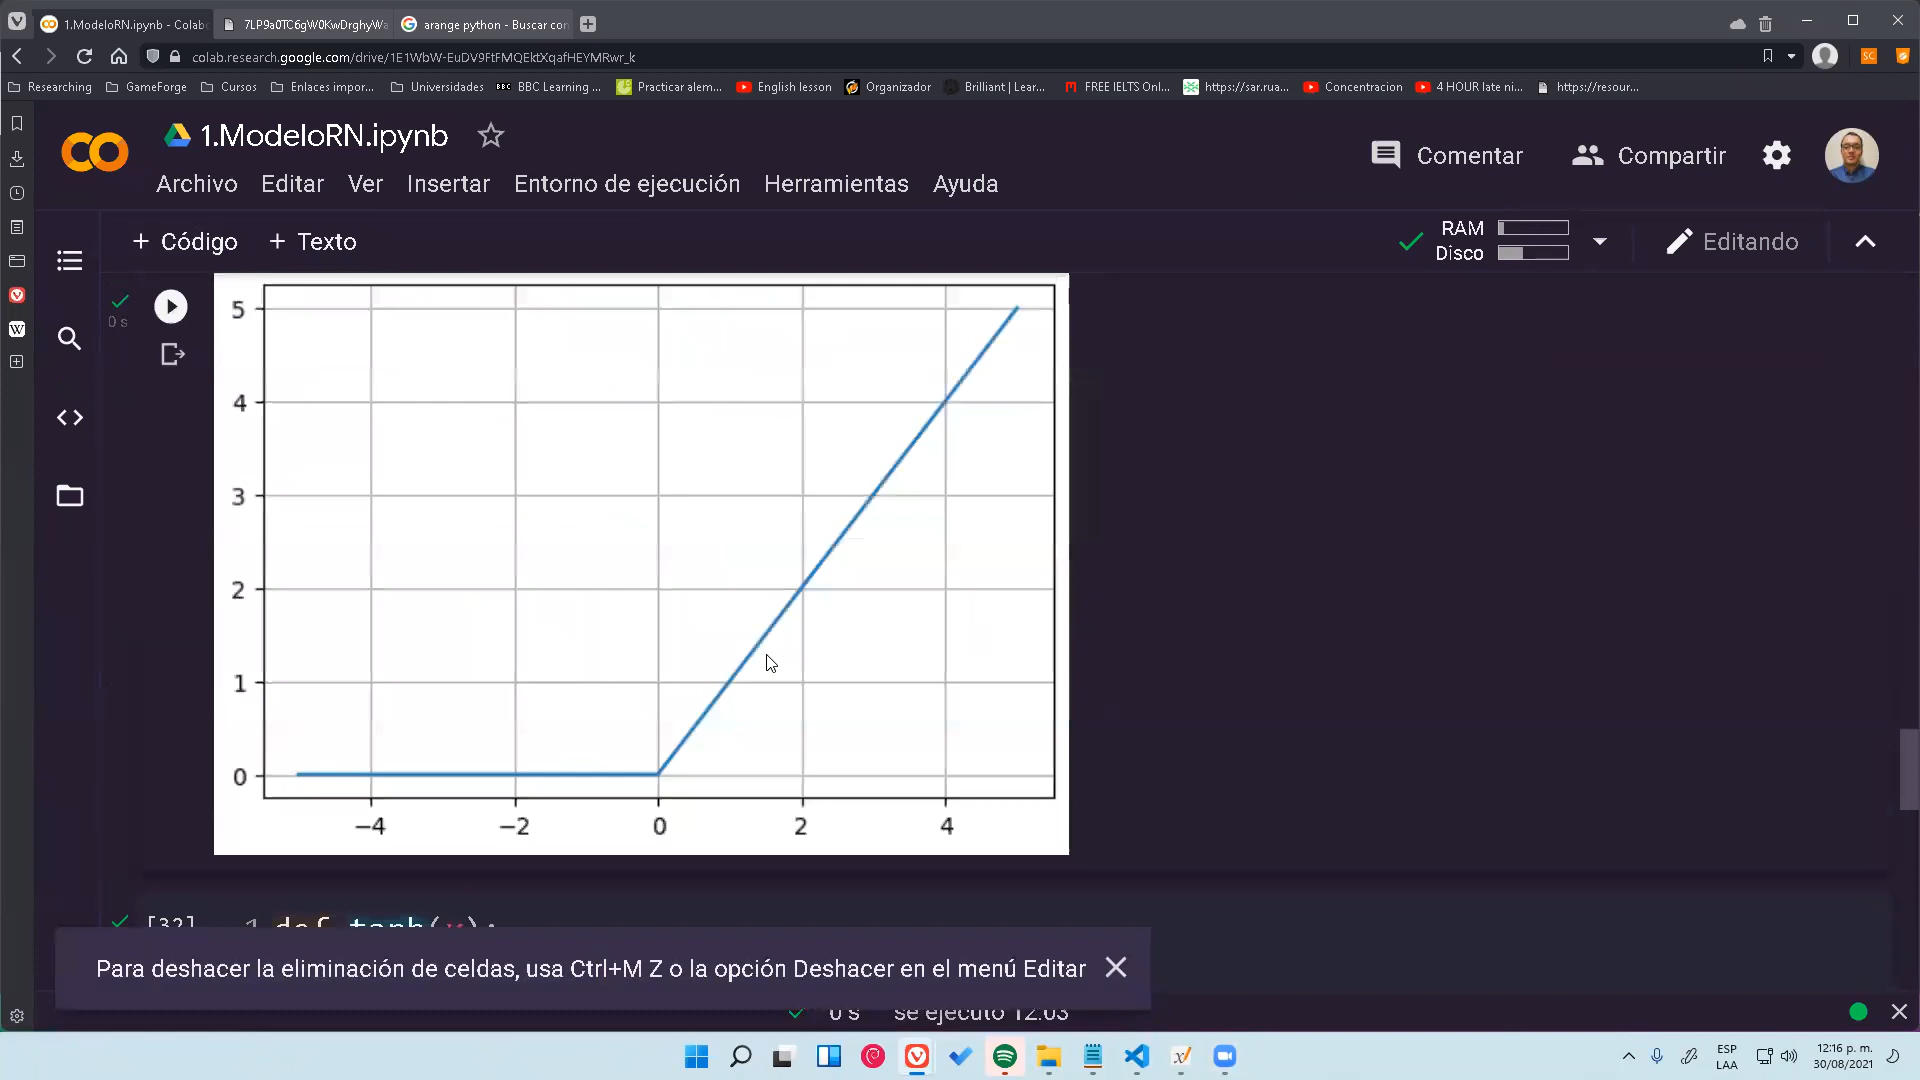 1.ModeloRN.ipynb - Colab
7LP9a0TC6gW0KwDrghyWa
arange python - Buscar con
colab.research.google.com/drive/1E1WbW-EuDV9FtFMQEktXqafHEYMRwr_k
Researching
GameForge
Cursos
Enlaces impor...
Universidades
BBC BBC Learning ...
Practicar alem...
English lesson
Organizador
Brilliant | Lear...
FREE IELTS Onl...
https://sar.rua...
Concentracion
4 HOUR late ni...
https://resour...
1.ModeloRN.ipynb
Comentar
Compartir
Archivo Editar Ver Insertar Entorno de ejecución Herramientas Ayuda
+ Código + Texto
RAM
Disco
Editando
0 s
5
4
3
2
1
0
−4 −2 0 2 4
[32] 1 def tanh(x):
Para deshacer la eliminación de celdas, usa Ctrl+M Z o la opción Deshacer en el menú Editar
0 s se ejecutó 12:03
ESP
LAA
12:16 p. m.
30/08/2021